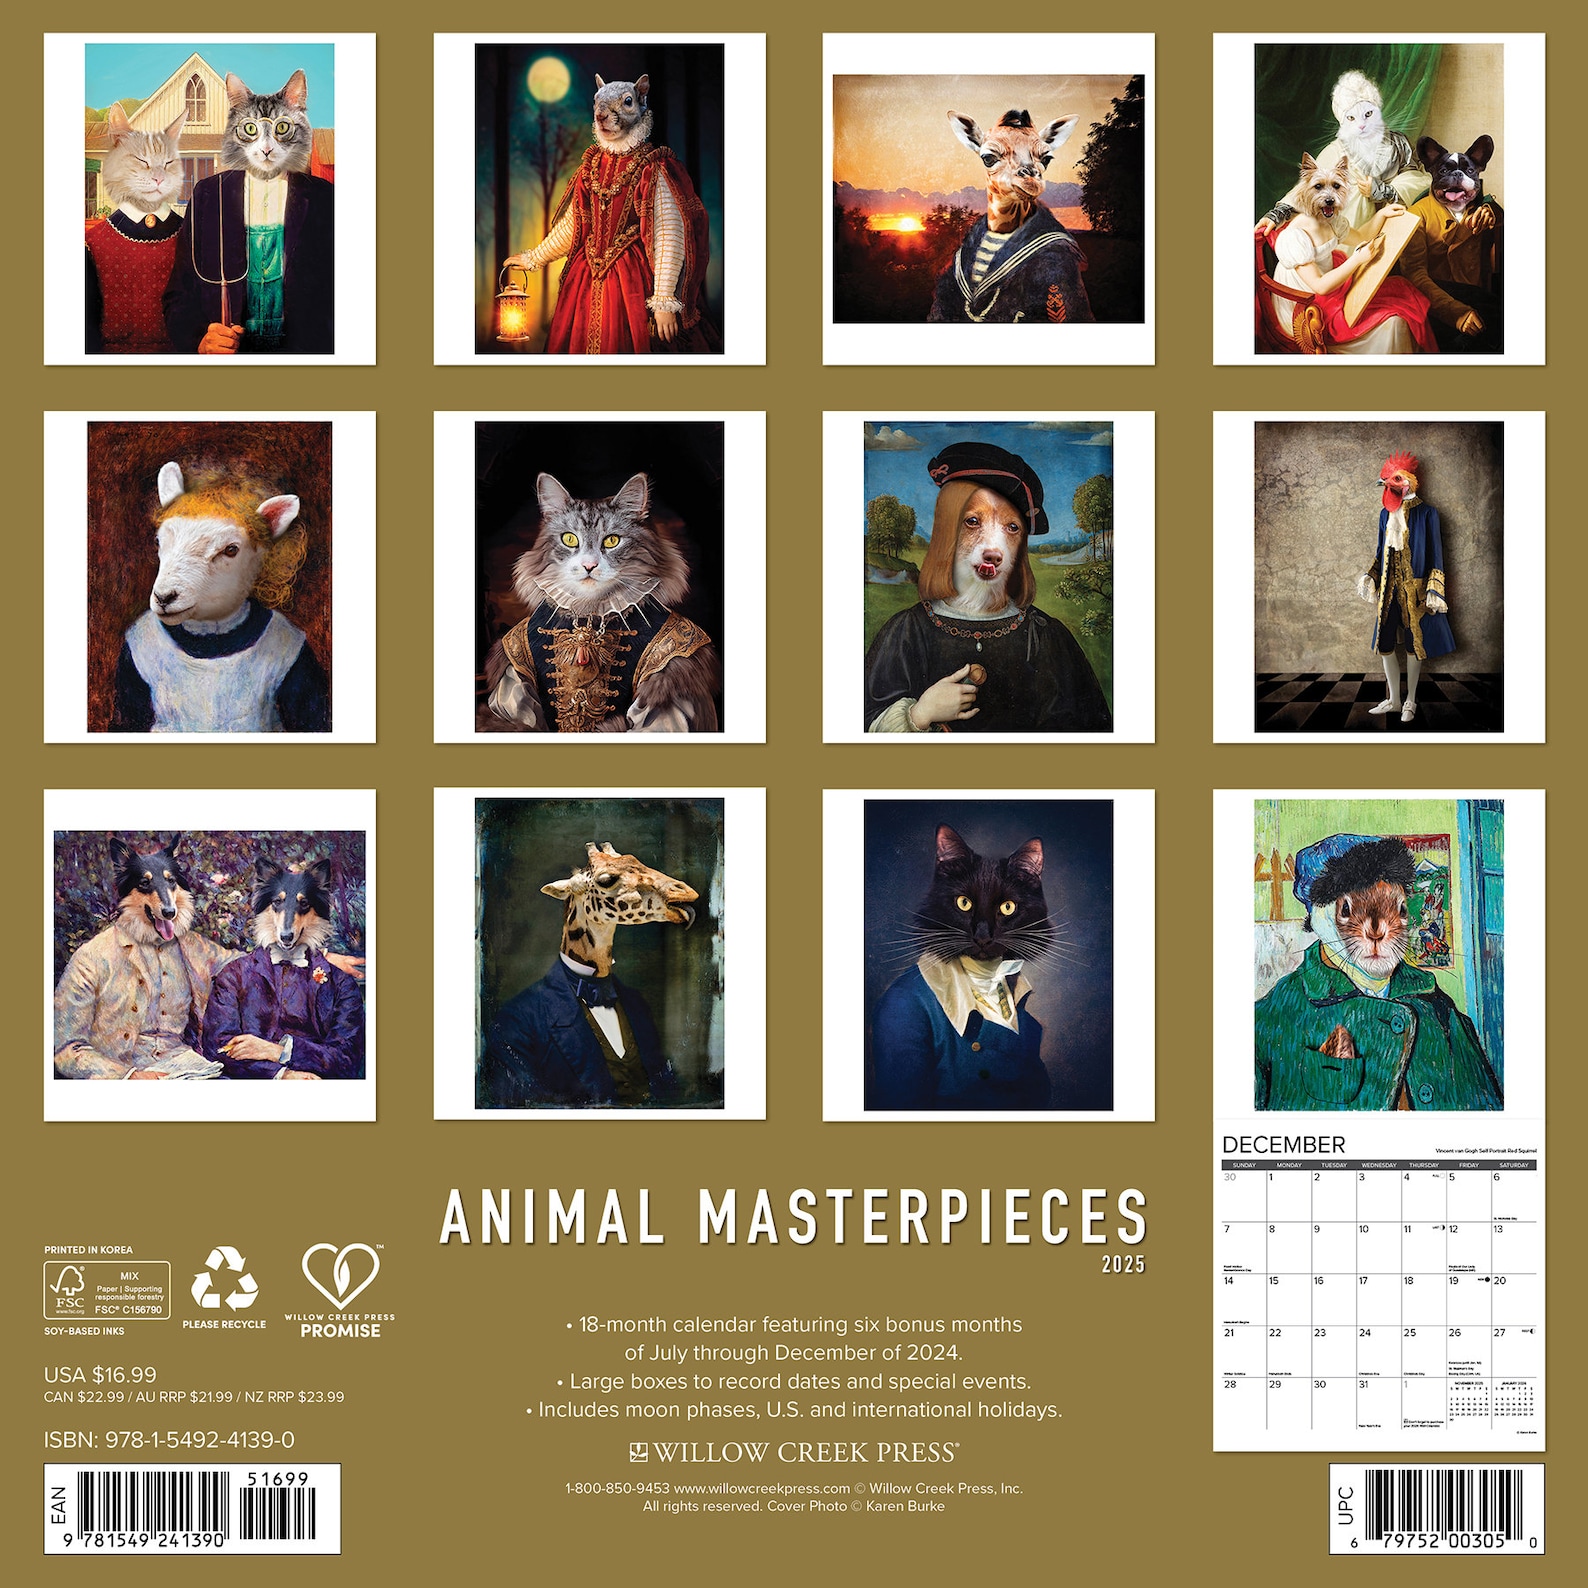 DECEMBER
Vincent van Gogh Self Portrait Red Squirrel
SUNDAY MONDAY TUESDAY WEDNESDAY THURSDAY FRIDAY SATURDAY
30 1 2 3 4 5 6
7 8 9 10 11 12 13
14 15 16 17 18 19 20
21 22 23 24 25 26 27
28 29 30 31 1
NOVEMBER 2025 JANUARY 2026
ANIMAL MASTERPIECES
2025
PRINTED IN KOREA
FSC
www.fsc.org
MIX
Paper | Supporting
responsible forestry
FSC® C156790
SOY-BASED INKS
PLEASE RECYCLE
WILLOW CREEK PRESS
PROMISE
™
USA $16.99
CAN $22.99 / AU RRP $21.99 / NZ RRP $23.99
ISBN: 978-1-5492-4139-0
EAN
51699
9 781549 241390
• 18-month calendar featuring six bonus months
of July through December of 2024.
• Large boxes to record dates and special events.
• Includes moon phases, U.S. and international holidays.
WILLOW CREEK PRESS®
1-800-850-9453 www.willowcreekpress.com © Willow Creek Press, Inc.
All rights reserved. Cover Photo © Karen Burke
UPC
6 79752 00305 0